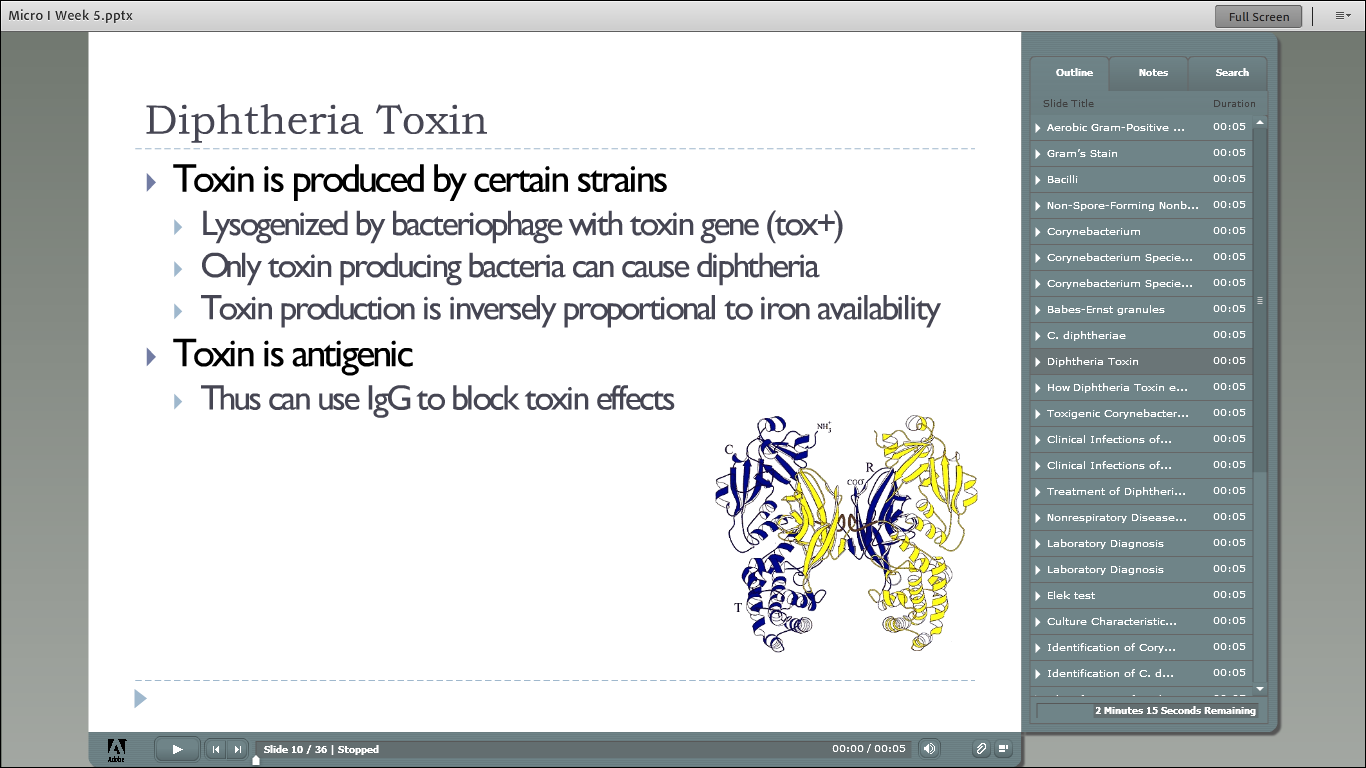 Micro I Week 5.pptx
Full Screen
Diphtheria Toxin
Toxin is produced by certain strains
Lysogenized by bacteriophage with toxin gene (tox+)
Only toxin producing bacteria can cause diphtheria
Toxin production is inversely proportional to iron availability
Toxin is antigenic
Thus can use IgG to block toxin effects
NH3+
C
R
COO-
T
Outline Notes Search
Slide Title Duration
Aerobic Gram-Positive ... 00:05
Gram's Stain 00:05
Bacilli 00:05
Non-Spore-Forming Nonb... 00:05
Corynebacterium 00:05
Corynebacterium Specie... 00:05
Corynebacterium Specie... 00:05
Babes-Ernst granules 00:05
C. diphtheriae 00:05
Diphtheria Toxin 00:05
How Diphtheria Toxin e... 00:05
Toxigenic Corynebacter... 00:05
Clinical Infections of... 00:05
Clinical Infections of... 00:05
Treatment of Diphtheri... 00:05
Nonrespiratory Disease... 00:05
Laboratory Diagnosis 00:05
Laboratory Diagnosis 00:05
Elek test 00:05
Culture Characteristic... 00:05
Identification of Cory... 00:05
Identification of C. d... 00:05
2 Minutes 15 Seconds Remaining
Adobe
Slide 10 / 36 | Stopped 00:00 / 00:05